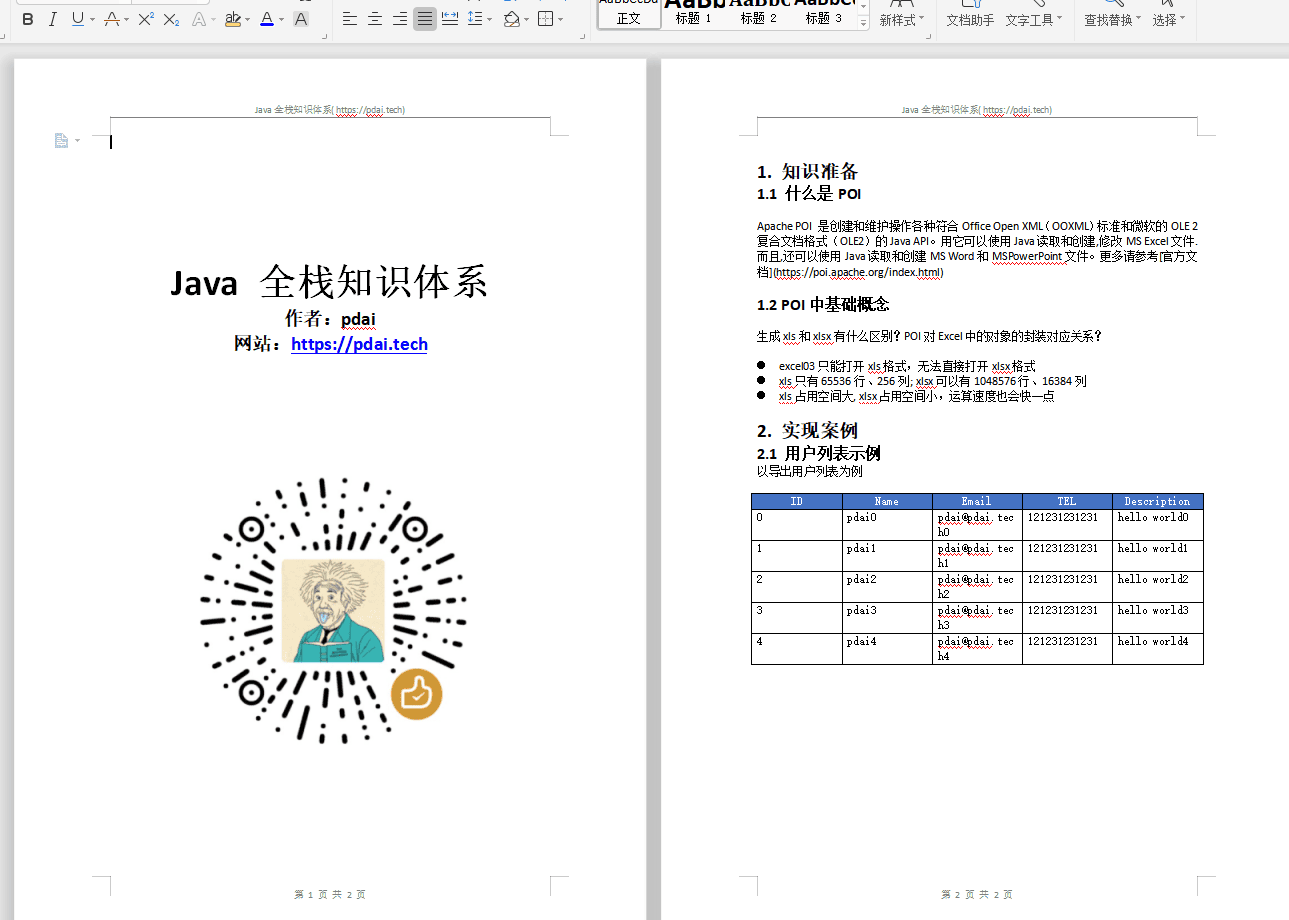 B I U A X² X₂ A ab A A
AaBbCcDd AaBb AaBbC AaBbC
正文 标题 1 标题 2 标题 3 新样式 文档助手 文字工具 查找替换 选择
Java 全栈知识体系( https://pdai.tech)
Java 全栈知识体系
作者：pdai
网站：https://pdai.tech
第 1 页 共 2 页
Java 全栈知识体系( https://pdai.tech)
1. 知识准备
1.1 什么是 POI
Apache POI 是创建和维护操作各种符合 Office Open XML（OOXML）标准和微软的 OLE 2
复合文档格式（OLE2）的 Java API。用它可以使用 Java 读取和创建,修改 MS Excel 文件.
而且,还可以使用 Java 读取和创建 MS Word 和 MSPowerPoint 文件。更多请参考[官方文
档](https://poi.apache.org/index.html)
1.2 POI 中基础概念
生成 xls 和 xlsx 有什么区别？POI 对 Excel 中的对象的封装对应关系？
● excel03 只能打开 xls 格式，无法直接打开 xlsx 格式
● xls 只有 65536 行、256 列; xlsx 可以有 1048576 行、16384 列
● xls 占用空间大, xlsx 占用空间小，运算速度也会快一点
2. 实现案例
2.1 用户列表示例
以导出用户列表为例
ID Name Email TEL Description
0 pdai0 pdai@pdai.tec 121231231231 hello world0
h0
1 pdai1 pdai@pdai.tec 121231231231 hello world1
h1
2 pdai2 pdai@pdai.tec 121231231231 hello world2
h2
3 pdai3 pdai@pdai.tec 121231231231 hello world3
h3
4 pdai4 pdai@pdai.tec 121231231231 hello world4
h4
第 2 页 共 2 页